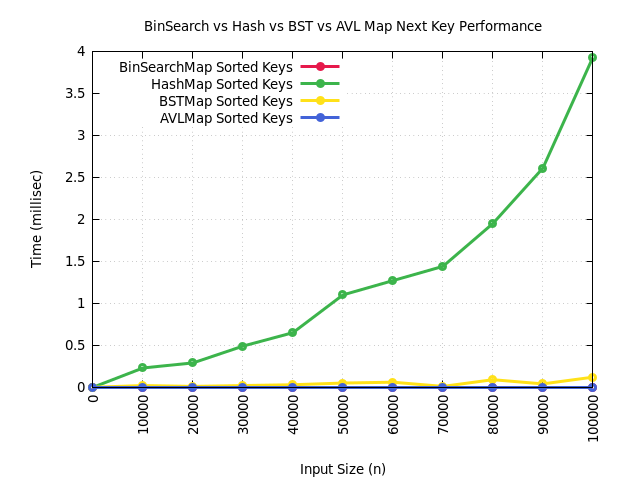 BinSearch vs Hash vs BST vs AVL Map Next Key Performance
BinSearchMap Sorted Keys
HashMap Sorted Keys
BSTMap Sorted Keys
AVLMap Sorted Keys
4
3.5
3
2.5
2
1.5
1
0.5
0
Time (millisec)
0
10000
20000
30000
40000
50000
60000
70000
80000
90000
100000
Input Size (n)